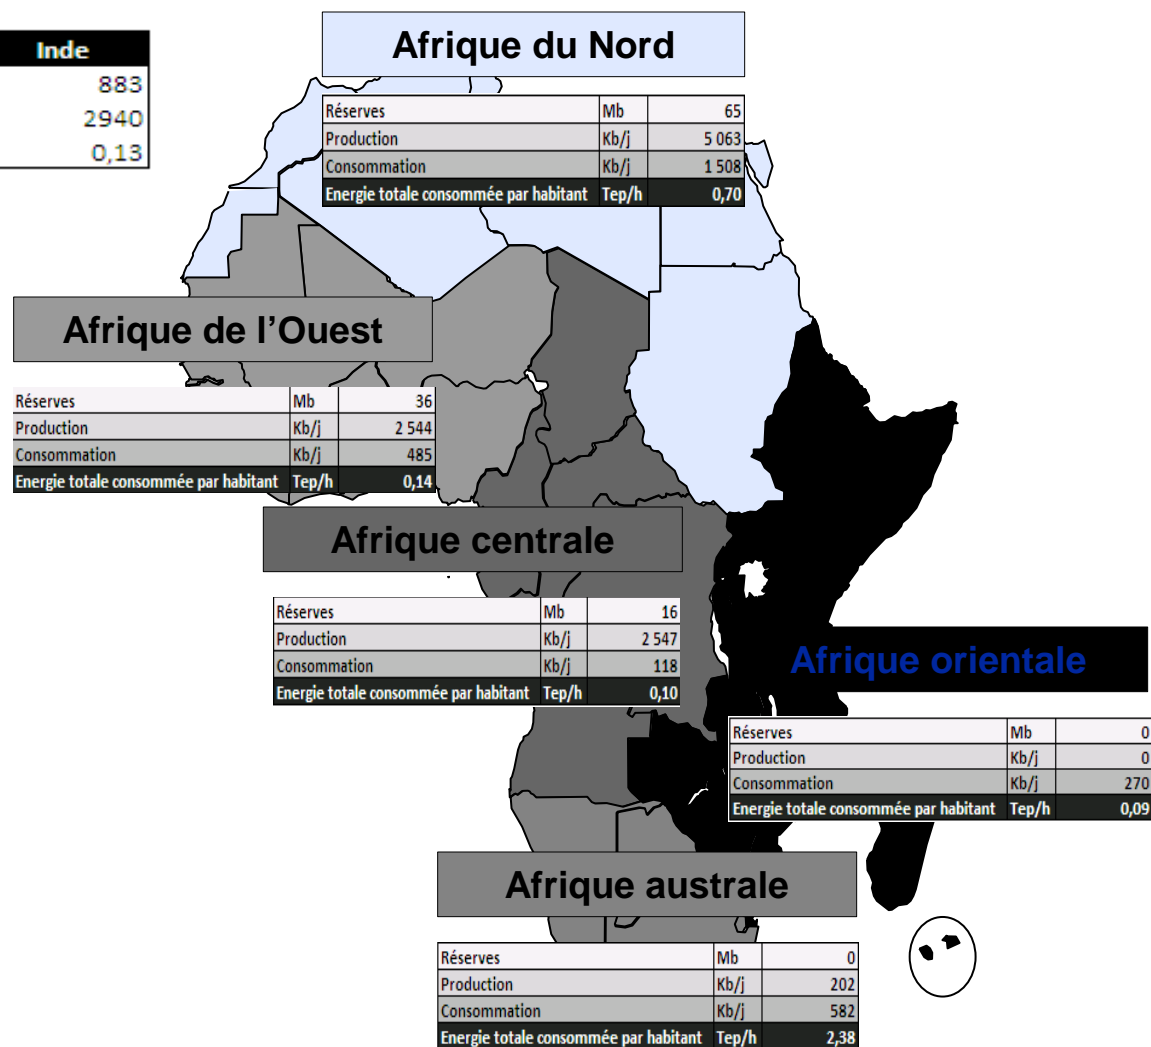 Inde
883
2940
0,13
Afrique du Nord
Réserves Mb 65
Production Kb/j 5 063
Consommation Kb/j 1 508
Energie totale consommée par habitant Tep/h 0,70
Afrique de l’Ouest
Réserves Mb 36
Production Kb/j 2 544
Consommation Kb/j 485
Energie totale consommée par habitant Tep/h 0,14
Afrique centrale
Réserves Mb 16
Production Kb/j 2 547
Consommation Kb/j 118
Energie totale consommée par habitant Tep/h 0,10
Afrique orientale
Réserves Mb 0
Production Kb/j 0
Consommation Kb/j 270
Energie totale consommée par habitant Tep/h 0,09
Afrique australe
Réserves Mb 0
Production Kb/j 202
Consommation Kb/j 582
Energie totale consommée par habitant Tep/h 2,38